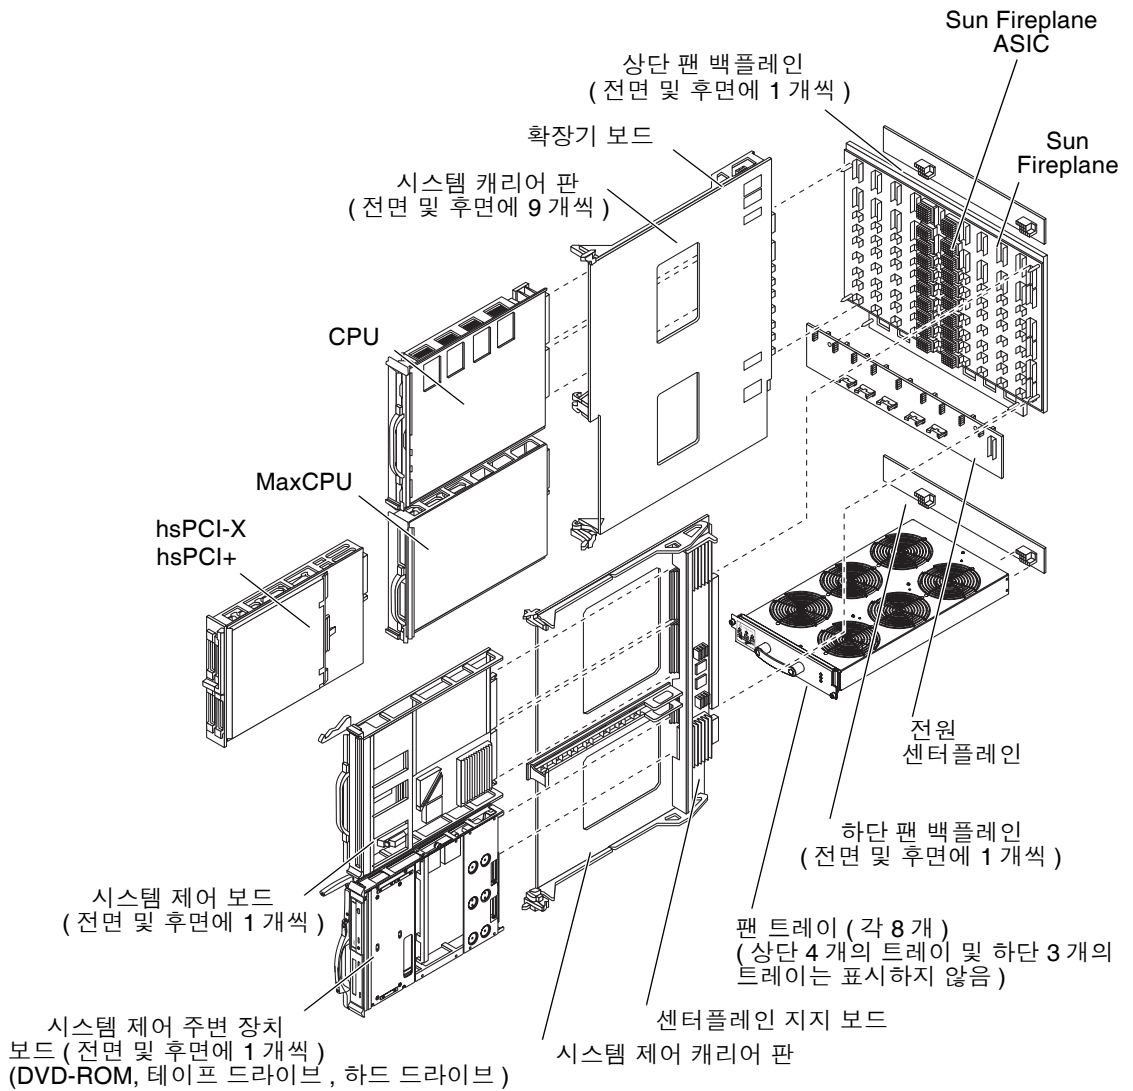 Sun Fireplane
ASIC
상단 팬 백플레인
( 전면 및 후면에 1 개씩 )
확장기 보드
Sun
Fireplane
시스템 캐리어 판
( 전면 및 후면에 9 개씩 )
CPU
MaxCPU
hsPCI-X
hsPCI+
전원
센터플레인
하단 팬 백플레인
( 전면 및 후면에 1 개씩 )
시스템 제어 보드
( 전면 및 후면에 1 개씩 )
팬 트레이 ( 각 8 개 )
( 상단 4 개의 트레이 및 하단 3 개의
트레이는 표시하지 않음 )
센터플레인 지지 보드
시스템 제어 주변 장치
보드 ( 전면 및 후면에 1 개씩 )
(DVD-ROM, 테이프 드라이브 , 하드 드라이브 )
시스템 제어 캐리어 판